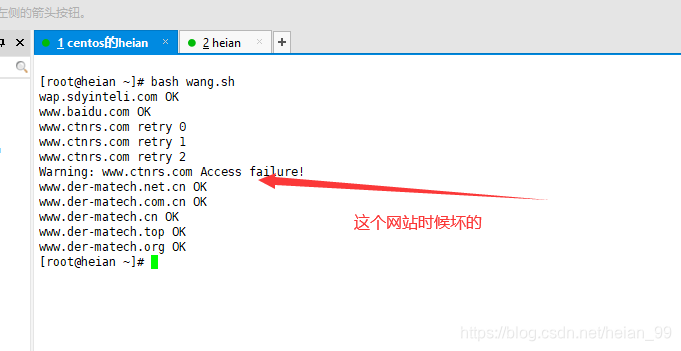 左侧的箭头按钮。
1 centos的heian × 2 heian × +
[root@heian ~]# bash wang.sh
wap.sdyinteli.com OK
www.baidu.com OK
www.ctnrs.com retry 0
www.ctnrs.com retry 1
www.ctnrs.com retry 2
Warning: www.ctnrs.com Access failure!
www.der-matech.net.cn OK
www.der-matech.com.cn OK
www.der-matech.cn OK
www.der-matech.top OK
www.der-matech.org OK
[root@heian ~]#
这个网站时候坏的
https://blog.csdn.net/heian_99